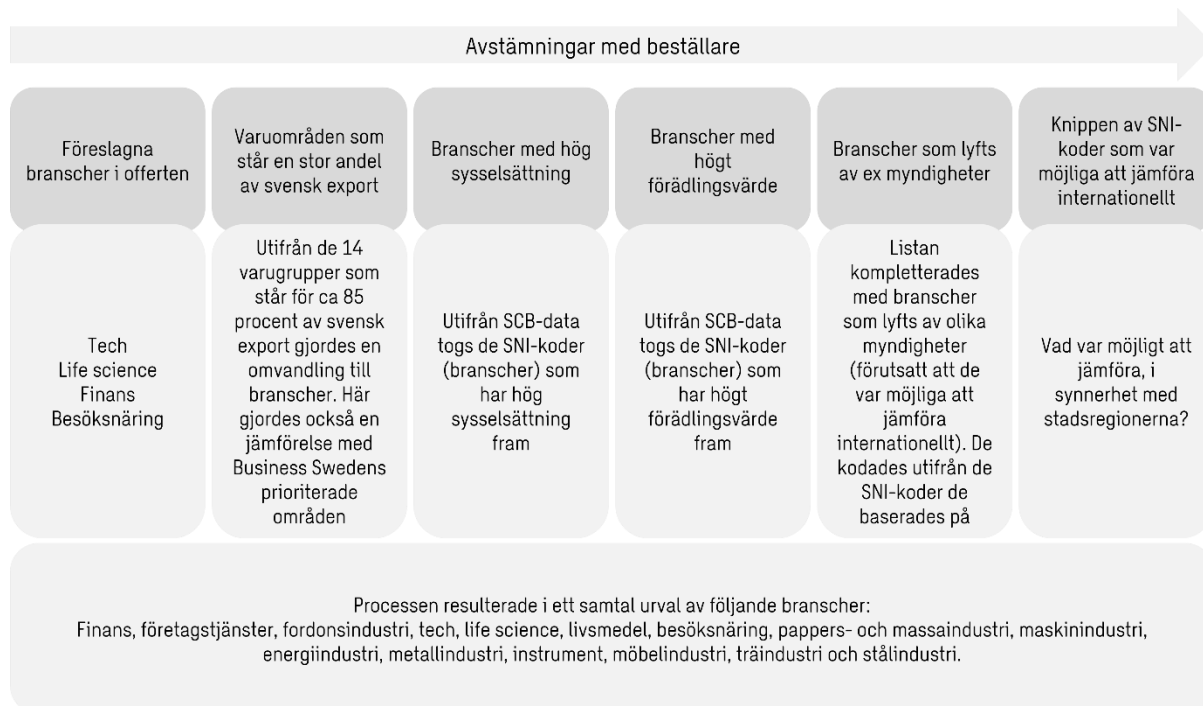 Avstämningar med beställare
Föreslagna
branscher i offerten
Varuområden som
står en stor andel
av svensk export
Branscher med hög
sysselsättning
Branscher med
högt
förädlingsvärde
Branscher som lyfts
av ex myndigheter
Knippen av SNI-
koder som var
möjliga att jämföra
internationellt
Tech
Life science
Finans
Besöksnäring
Utifrån de 14
varugrupper som
står för ca 85
procent av svensk
export gjordes en
omvandling till
branscher. Här
gjordes också en
jämförelse med
Business Swedens
prioriterade
områden
Utifrån SCB-data
togs de SNI-koder
(branscher) som
har hög
sysselsättning
fram
Utifrån SCB-data
togs de SNI-koder
(branscher) som
har högt
förädlingsvärde
fram
Listan
kompletterades
med branscher
som lyfts av olika
myndigheter
(förutsatt att de
var möjliga att
jämföra
internationellt). De
kodades utifrån de
SNI-koder de
baserades på
Vad var möjligt att
jämföra, i
synnerhet med
stadsregionerna?
Processen resulterade i ett samtal urval av följande branscher:
Finans, företagstjänster, fordonsindustri, tech, life science, livsmedel, besöksnäring, pappers- och massaindustri, maskinindustri,
energiindustri, metallindustri, instrument, möbelindustri, träindustri och stålindustri.